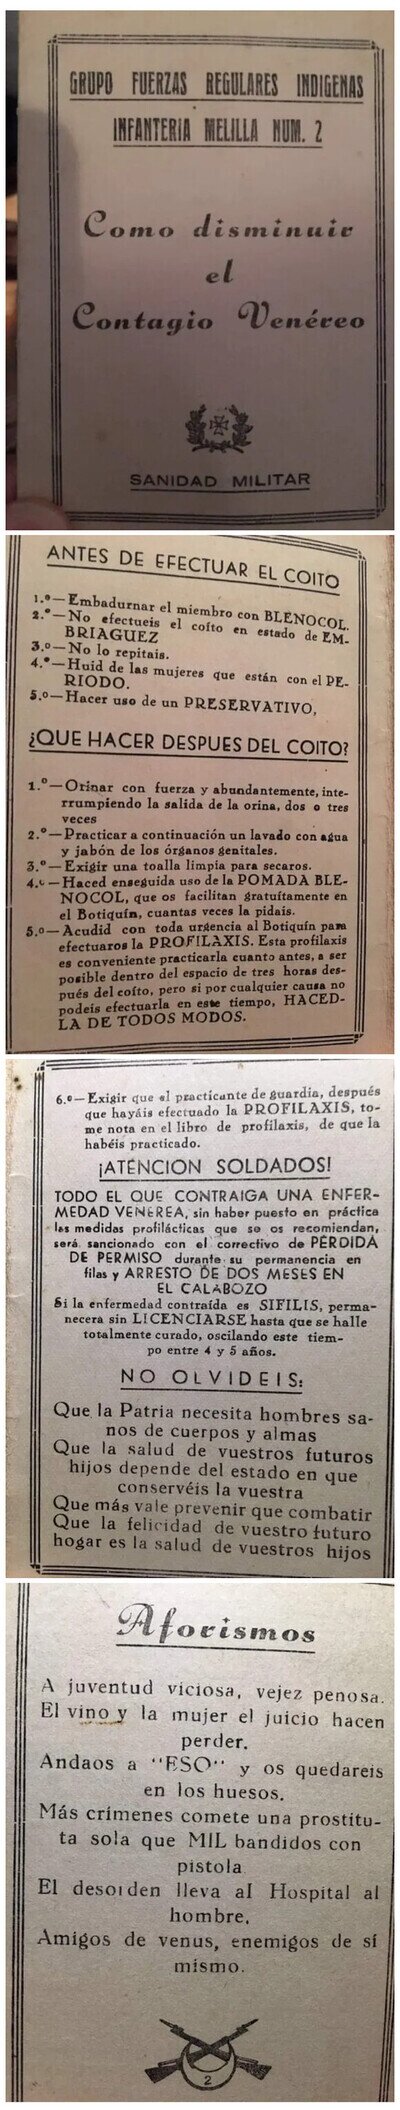 GRUPO FUERZAS REGULARES INDIGENAS
INFANTERIA MELILLA NUM. 2
Como disminuir
el
Contagio Venéreo
SANIDAD MILITAR
ANTES DE EFECTUAR EL COITO
1.º—Embadurnar el miembro con BLENOCOL.
2.º—No efectueis el coíto en estado de EM-
BRIAGUEZ
3.º—No lo repitais.
4.º—Huid de las mujeres que están con el PE-
RIODO.
5.º—Hacer uso de un PRESERVATIVO,
¿QUE HACER DESPUES DEL COITO?
1.º—Orinar con fuerza y abundantemente, inte-
rrumpiendo la salida de la orina, dos o tres
veces
2.º—Practicar a continuación un lavado con agua
y jabón de los órganos genitales.
3.º—Exigir una toalla limpia para secaros.
4.º—Haced enseguida uso de la POMADA BLE-
NOCOL, que os facilitan gratuítamente en
el Botiquín, cuantas veces la pidais.
5.º—Acudid con toda urgencia al Botiquín para
efectuaros la PROFILAXIS. Esta profilaxis
es conveniente practicarla cuanto antes, a ser
posible dentro del espacio de tres horas des-
pués del coíto, pero si por cualquier causa no
podeis efectuarla en este tiempo, HACED-
LA DE TODOS MODOS.
6.º—Exigir que el practicante de guardia, después
que hayáis efectuado la PROFILAXIS, to-
me nota en el libro de profilaxis, de que la
habéis practicado.
¡ATENCION SOLDADOS!
TODO EL QUE CONTRAIGA UNA ENFER-
MEDAD VENEREA, sin haber puesto en práctica
las medidas profilácticas que se os recomiendan,
será sancionado con el correctivo de PÉRDIDA
DE PERMISO durante su permanencia en
filas y ARRESTO DE DOS MESES EN
EL CALABOZO
Si la enfermedad contraída es SIFILIS, perma-
necera sin LICENCIARSE hasta que se halle
totalmente curado, oscilando este tiem-
po entre 4 y 5 años.
NO OLVIDEIS:
Que la Patria necesita hombres sa-
nos de cuerpos y almas
Que la salud de vuestros futuros
hijos depende del estado en que
conservéis la vuestra
Que más vale prevenir que combatir
Que la felicidad de vuestro futuro
hogar es la salud de vuestros hijos
Aforismos
A juventud viciosa, vejez penosa.
El vino y la mujer el juicio hacen
perder.
Andaos a "ESO" y os quedareis
en los huesos.
Más crímenes comete una prostitu-
ta sola que MIL bandidos con
pistola
El desorden lleva al Hospital al
hombre.
Amigos de venus, enemigos de sí
mismo.
2